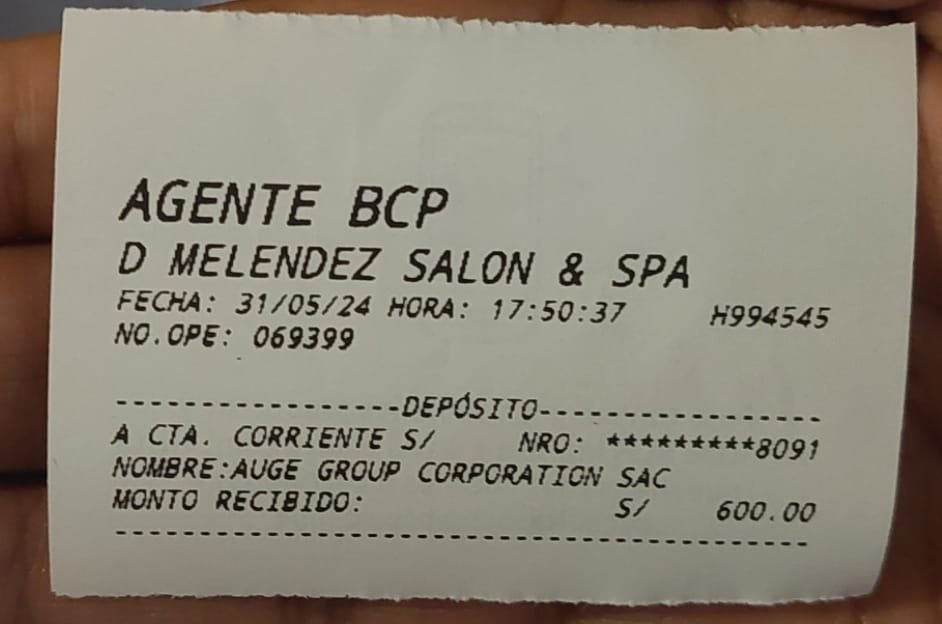 AGENTE BCP
D MELENDEZ SALON & SPA
FECHA: 31/05/24 HORA: 17:50:37 H994545
NO.OPE: 069399
-----------------DEPÓSITO-----------------
A CTA. CORRIENTE S/ NRO: *********8091
NOMBRE:AUGE GROUP CORPORATION SAC
MONTO RECIBIDO: S/ 600.00
------------------------------------------